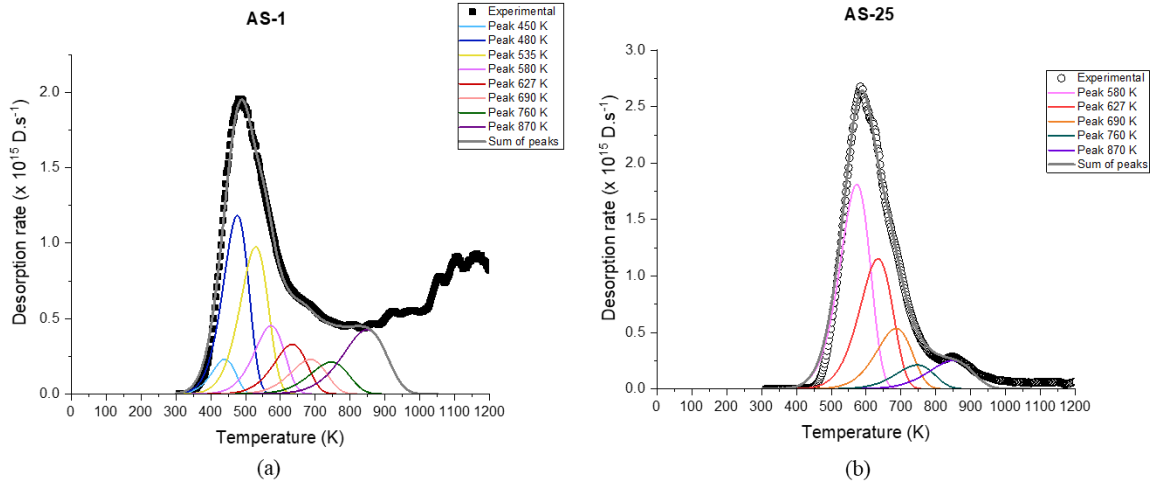 AS-1
Experimental
Peak 450 K
Peak 480 K
Peak 535 K
Peak 580 K
Peak 627 K
Peak 690 K
Peak 760 K
Peak 870 K
Sum of peaks
Desorption rate (x 10¹⁵ D.s⁻¹)
2.0
1.5
1.0
0.5
0.0
0 100 200 300 400 500 600 700 800 900 1000 1100 1200
Temperature (K)
(a)
AS-25
Experimental
Peak 580 K
Peak 627 K
Peak 690 K
Peak 760 K
Peak 870 K
Sum of peaks
Desorption rate (x 10¹⁵ D.s⁻¹)
3.0
2.5
2.0
1.5
1.0
0.5
0.0
0 100 200 300 400 500 600 700 800 900 1000 1100 1200
Temperature (K)
(b)